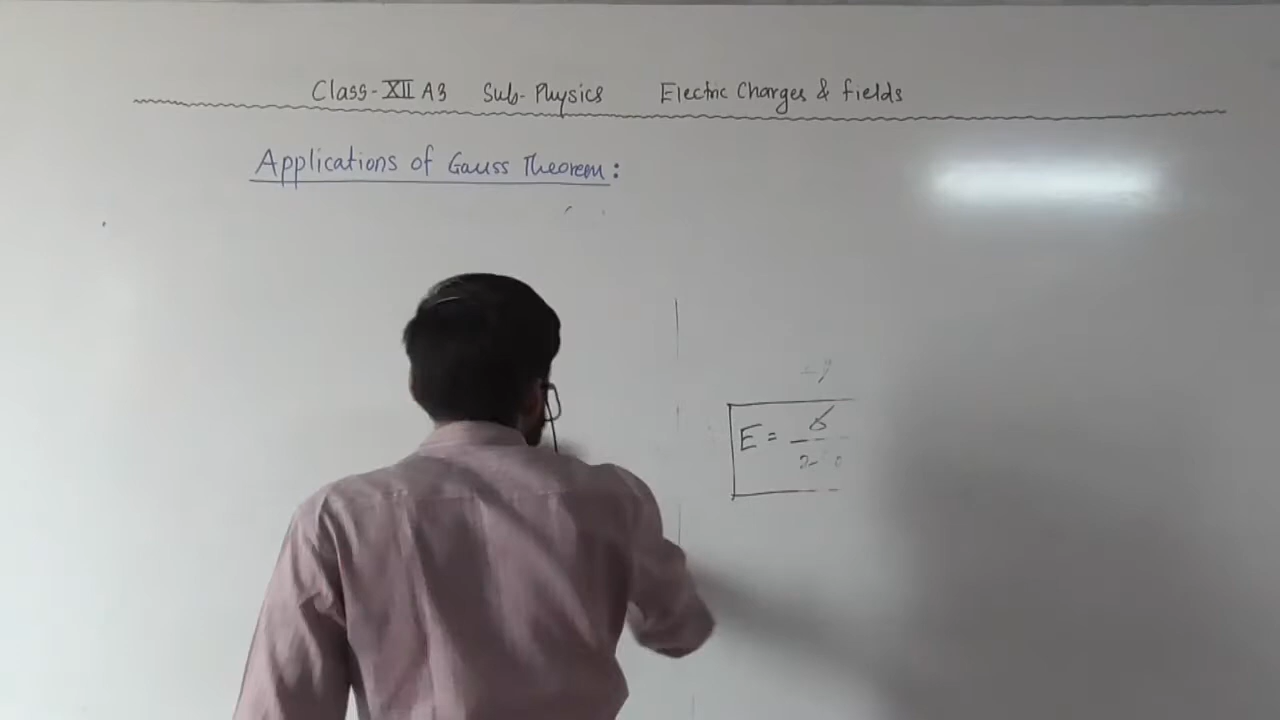 Class-XII A3 Sub-Physics Electric Charges & fields
Applications of Gauss Theorem:
E = σ